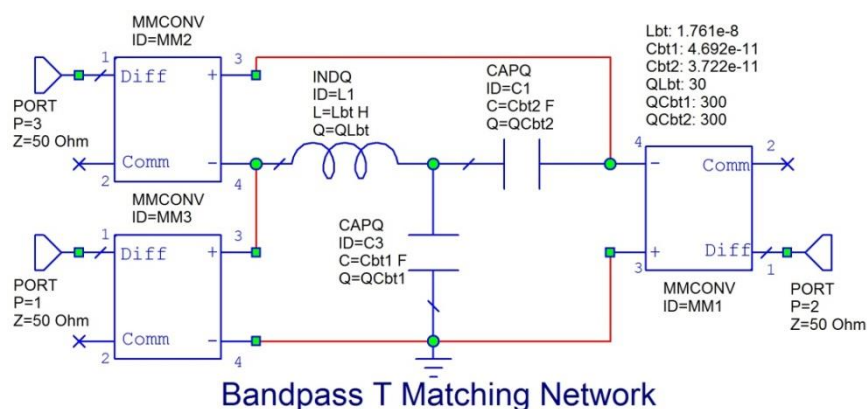 MMCONV
ID=MM2
1
3
Diff
+
PORT
P=3
Z=50 Ohm
Comm
−
2
4
INDQ
ID=L1
L=Lbt H
Q=QLbt
CAPQ
ID=C1
C=Cbt2 F
Q=QCbt2
Lbt: 1.761e-8
Cbt1: 4.692e-11
Cbt2: 3.722e-11
QLbt: 30
QCbt1: 300
QCbt2: 300
MMCONV
ID=MM3
1
3
Diff
+
PORT
P=1
Z=50 Ohm
Comm
−
2
4
CAPQ
ID=C3
C=Cbt1 F
Q=QCbt1
4
2
−
Comm
+
Diff
3
1
MMCONV
ID=MM1
PORT
P=2
Z=50 Ohm
Bandpass T Matching Network